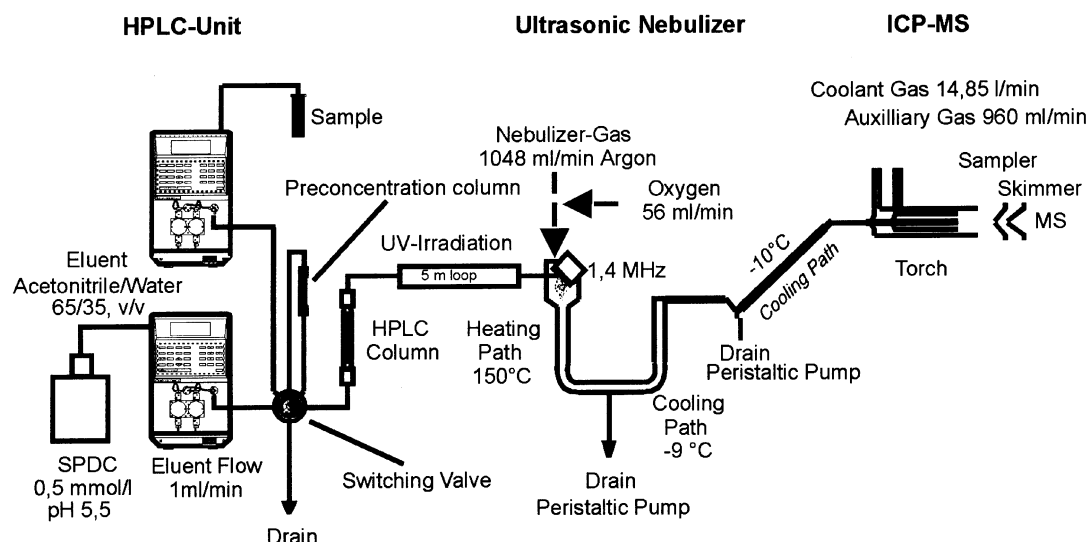 HPLC-Unit
Ultrasonic Nebulizer
ICP-MS
Sample
Preconcentration column
UV-Irradiation
5 m loop
Eluent
Acetonitrile/Water
65/35, v/v
HPLC
Column
SPDC
0,5 mmol/l
pH 5,5
Eluent Flow
1ml/min
Switching Valve
Drain
Nebulizer-Gas
1048 ml/min Argon
Oxygen
56 ml/min
1,4 MHz
Heating
Path
150°C
Cooling
Path
-9 °C
Drain
Peristaltic Pump
-10°C
Cooling Path
Drain
Peristaltic Pump
Coolant Gas 14,85 l/min
Auxilliary Gas 960 ml/min
Sampler
Skimmer
MS
Torch